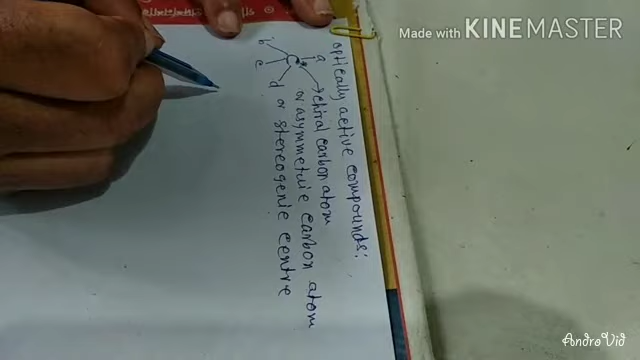 Made with KINEMASTER
optically active compounds:
a
b C* → chiral carbon atom
or asymmetric carbon atom
c d or stereogenic centre
AndroVid